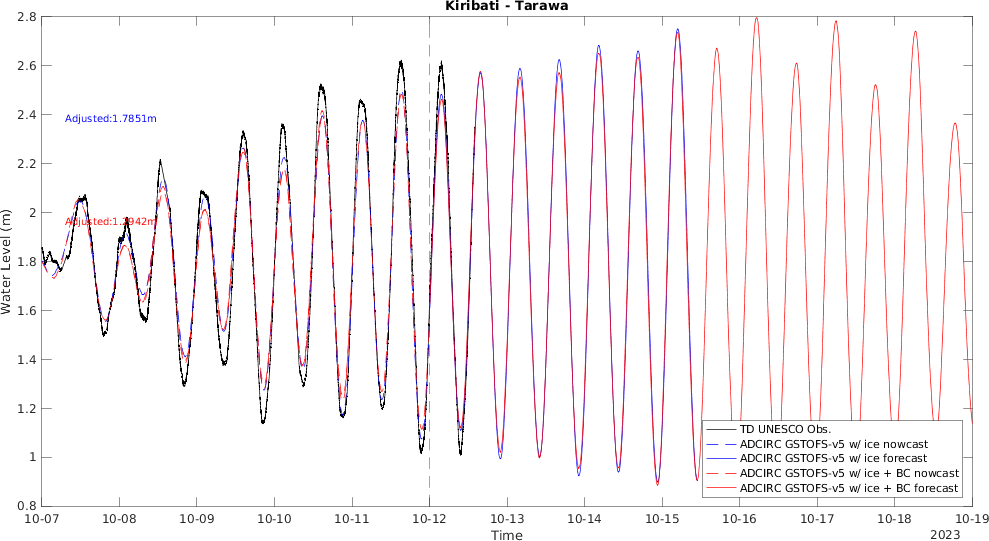 Kiribati - Tarawa
2.8
2.6
2.4
2.2
2
1.8
1.6
1.4
1.2
1
0.8
Water Level (m)
Adjusted:1.7851m
Adjusted:1.2942m
TD UNESCO Obs.
ADCIRC GSTOFS-v5 w/ ice nowcast
ADCIRC GSTOFS-v5 w/ ice forecast
ADCIRC GSTOFS-v5 w/ ice + BC nowcast
ADCIRC GSTOFS-v5 w/ ice + BC forecast
10-07 10-08 10-09 10-10 10-11 10-12 10-13 10-14 10-15 10-16 10-17 10-18 10-19
Time
2023